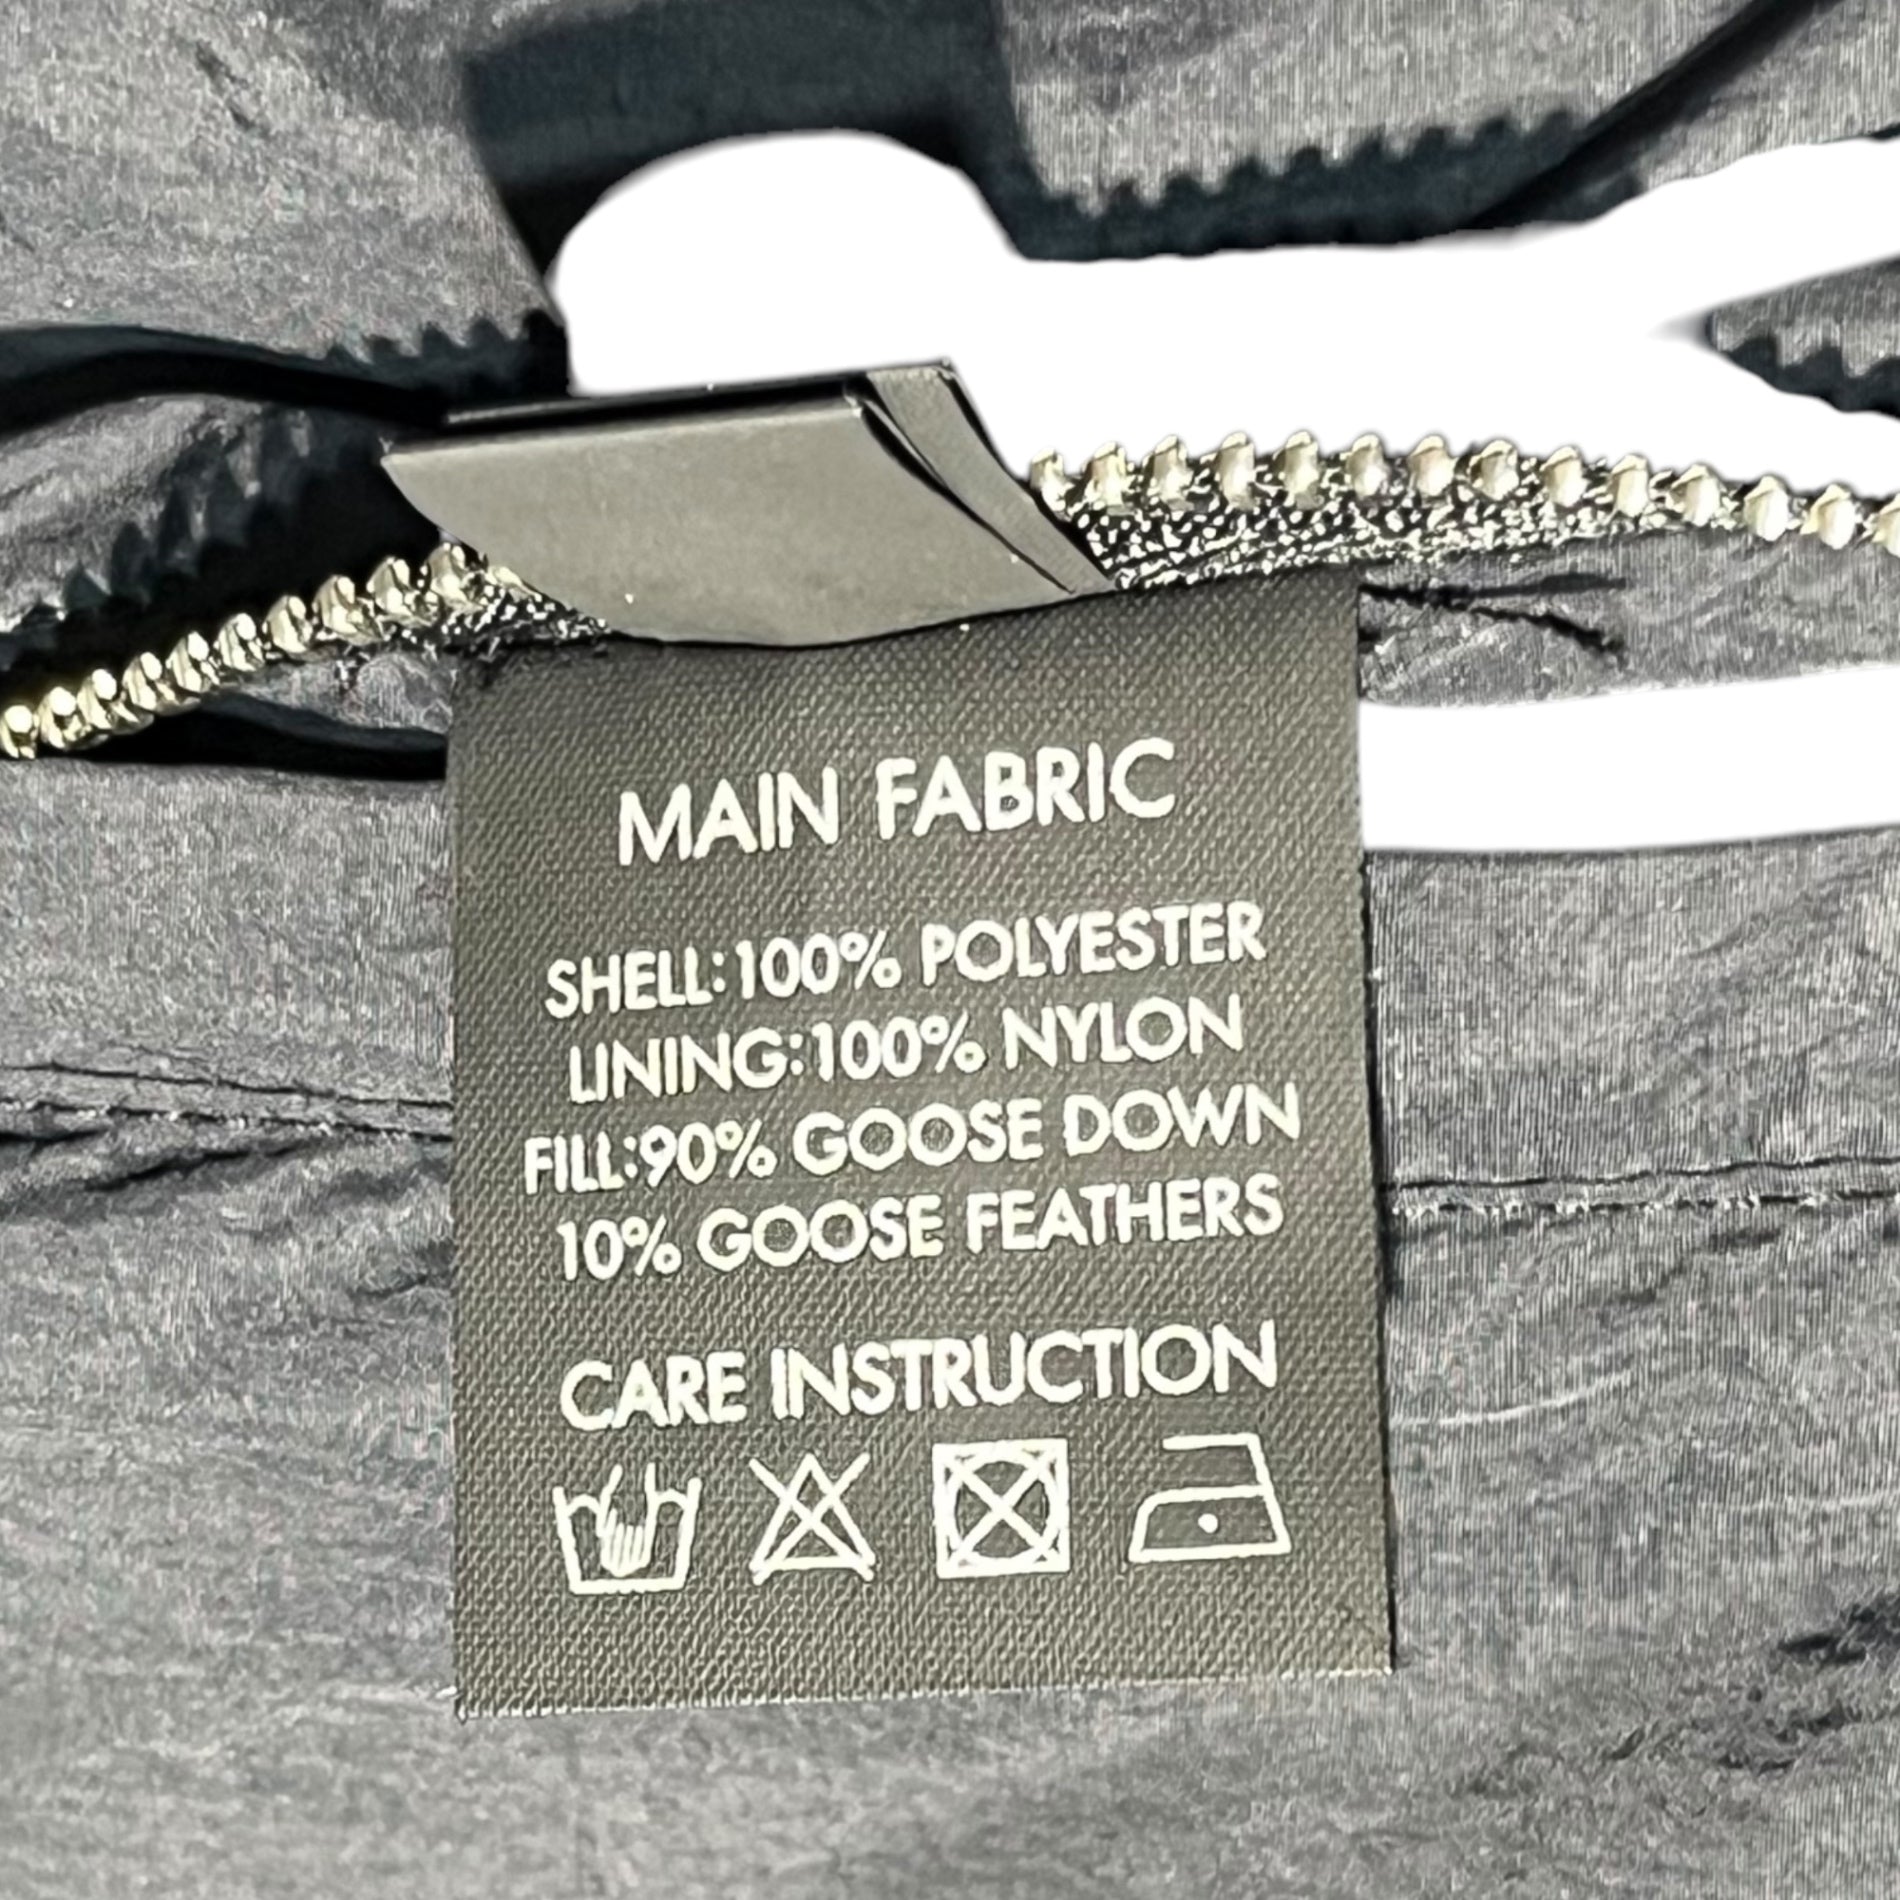 MAIN FABRIC
SHELL:100% POLYESTER
LINING:100% NYLON
FILL:90% GOOSE DOWN
10% GOOSE FEATHERS
CARE INSTRUCTION